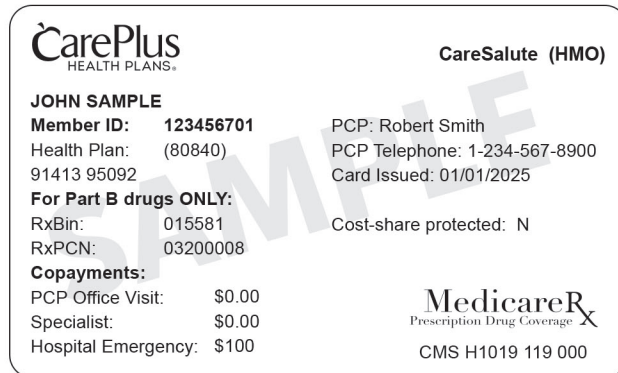 CarePlus
HEALTH PLANS®
CareSalute (HMO)
SAMPLE
JOHN SAMPLE
Member ID: 123456701
Health Plan: (80840)
91413 95092
For Part B drugs ONLY:
RxBin: 015581
RxPCN: 03200008
Copayments:
PCP Office Visit: $0.00
Specialist: $0.00
Hospital Emergency: $100
PCP: Robert Smith
PCP Telephone: 1-234-567-8900
Card Issued: 01/01/2025
Cost-share protected: N
MedicareRx
Prescription Drug Coverage
CMS H1019 119 000